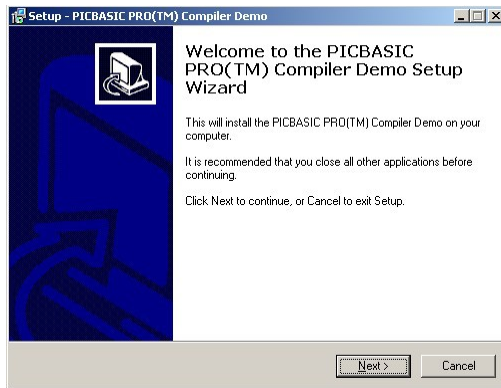 Setup - PICBASIC PRO(TM) Compiler Demo
Welcome to the PICBASIC
PRO(TM) Compiler Demo Setup
Wizard
This will install the PICBASIC PRO(TM) Compiler Demo on your
computer.
It is recommended that you close all other applications before
continuing.
Click Next to continue, or Cancel to exit Setup.
Next >
Cancel